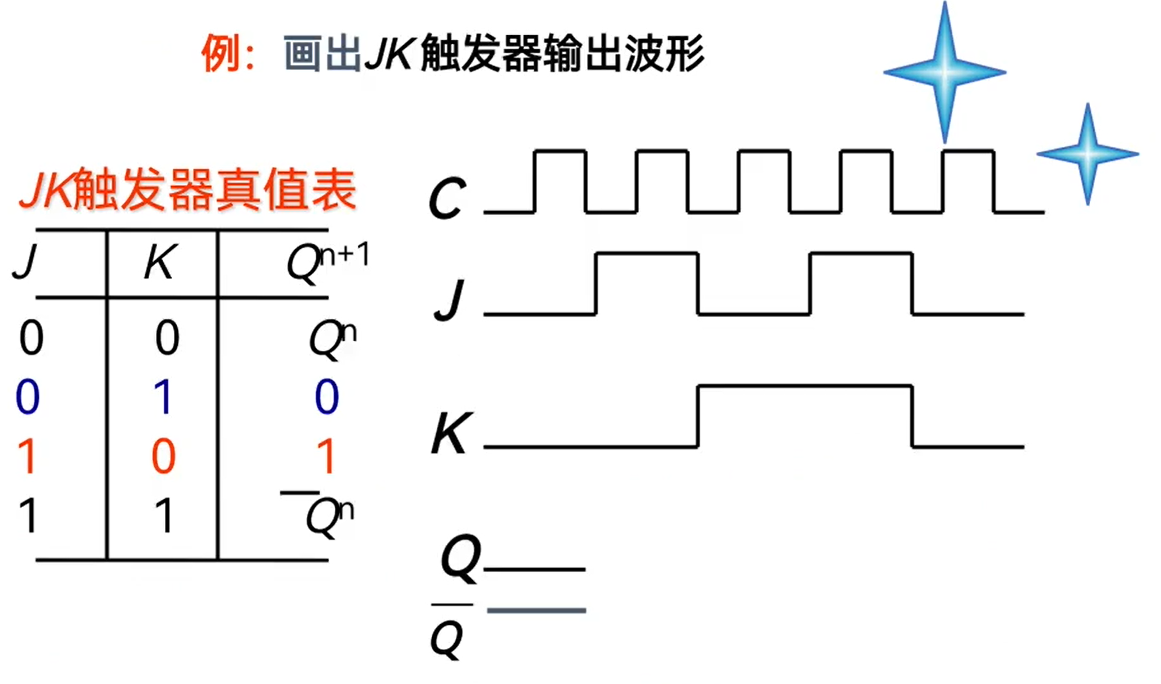 例：画出JK 触发器输出波形
JK触发器真值表
J K Qⁿ⁺¹
0 0 Qⁿ
0 1 0
1 0 1
1 1 Q̅ⁿ
C
J
K
Q
Q̅